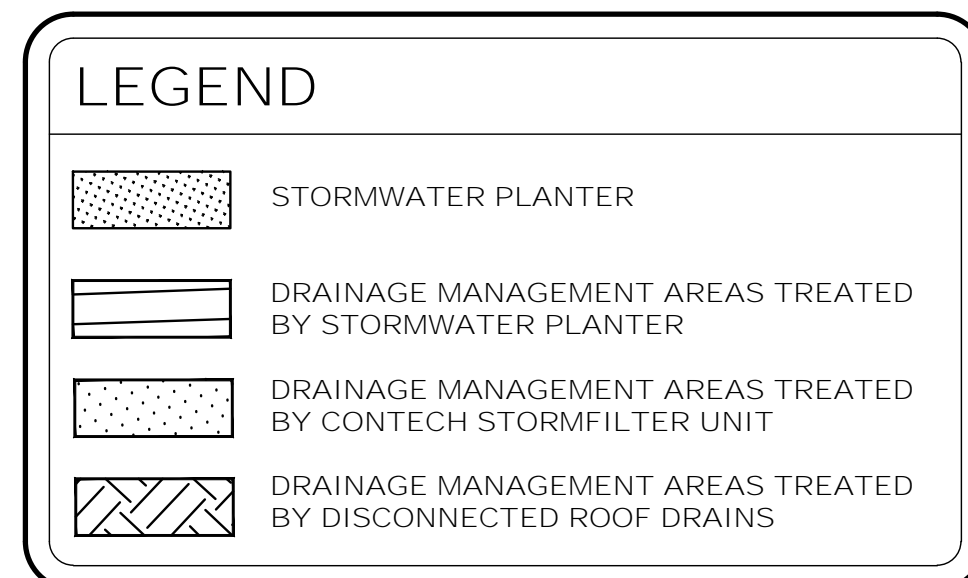 LEGEND
STORMWATER PLANTER
DRAINAGE MANAGEMENT AREAS TREATED
BY STORMWATER PLANTER
DRAINAGE MANAGEMENT AREAS TREATED
BY CONTECH STORMFILTER UNIT
DRAINAGE MANAGEMENT AREAS TREATED
BY DISCONNECTED ROOF DRAINS